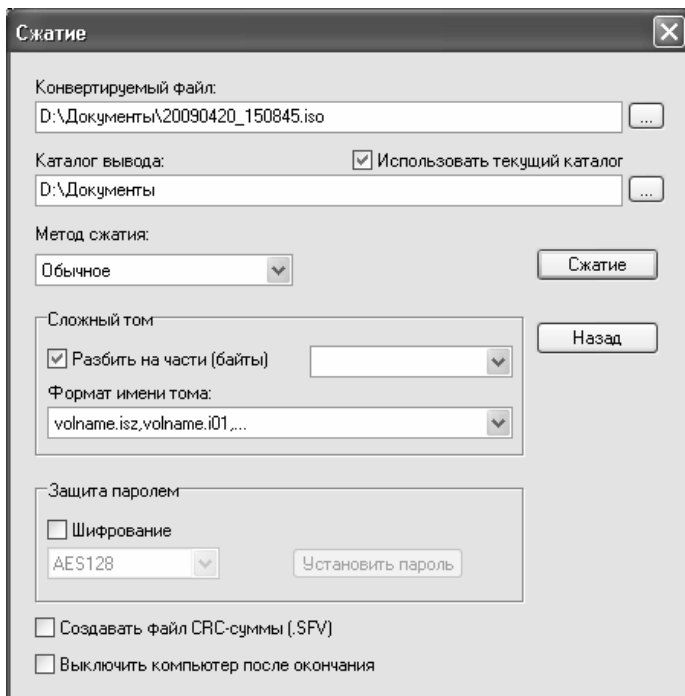 Сжатие
Конвертируемый файл:
D:\Документы\20090420_150845.iso
...
Каталог вывода:
Использовать текущий каталог
D:\Документы
...
Метод сжатия:
Обычное
Сжатие
Сложный том
Назад
Разбить на части (байты)
Формат имени тома:
volname.isz,volname.i01,...
Защита паролем
Шифрование
AES128
Установить пароль
Создавать файл CRC-суммы (.SFV)
Выключить компьютер после окончания